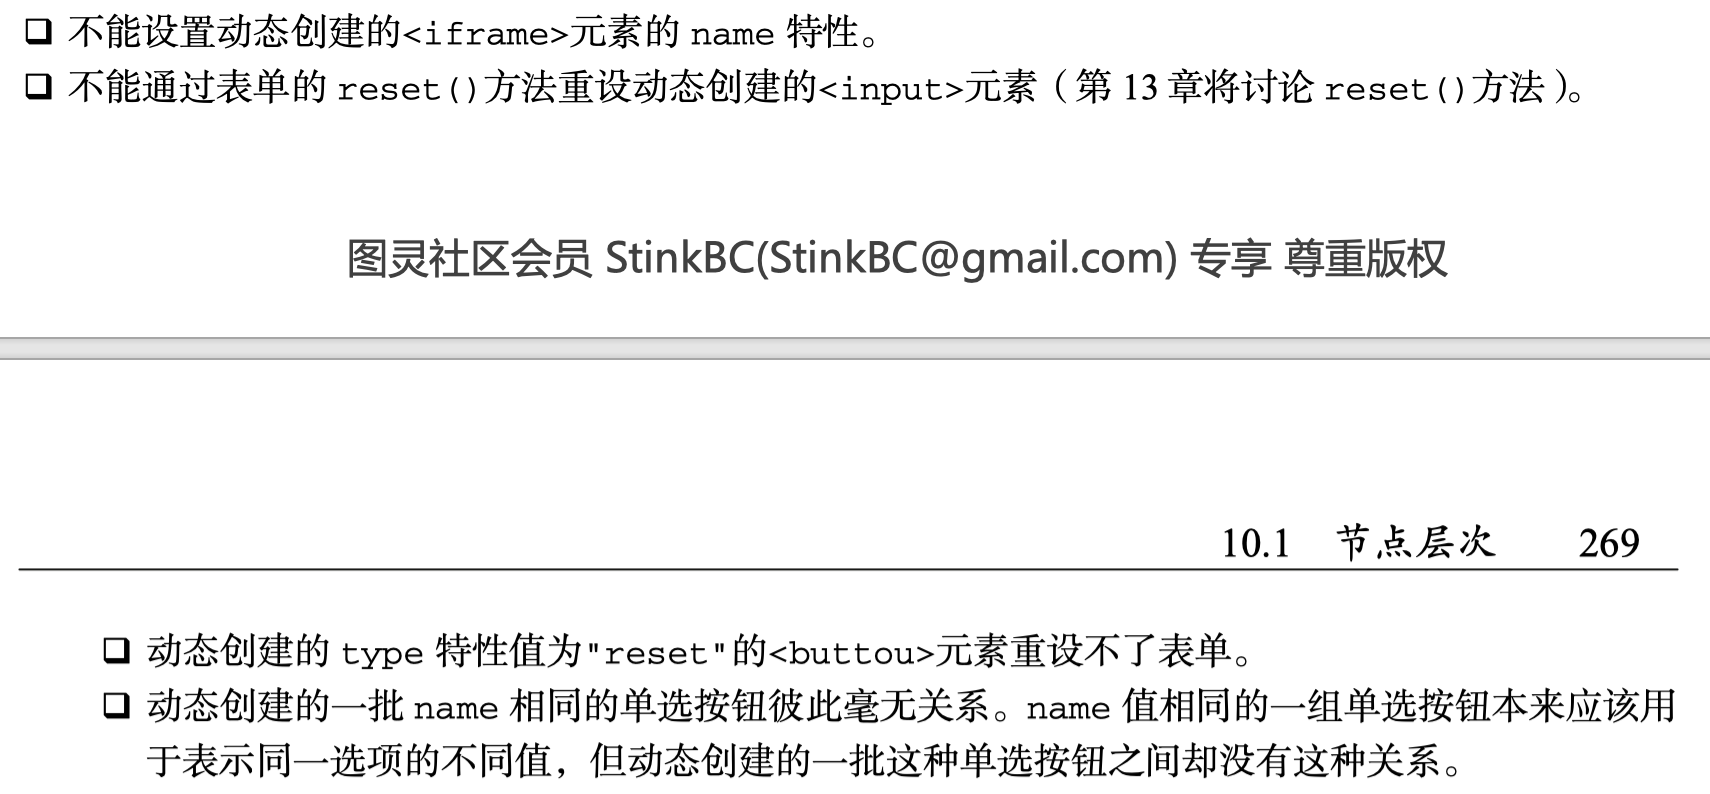 ❑ 不能设置动态创建的<iframe>元素的 name 特性。
❑ 不能通过表单的 reset()方法重设动态创建的<input>元素（第 13 章将讨论 reset()方法）。
图灵社区会员 StinkBC(StinkBC@gmail.com) 专享 尊重版权
10.1 节点层次 269
❑ 动态创建的 type 特性值为"reset"的<buttou>元素重设不了表单。
❑ 动态创建的一批 name 相同的单选按钮彼此毫无关系。name 值相同的一组单选按钮本来应该用
于表示同一选项的不同值，但动态创建的一批这种单选按钮之间却没有这种关系。